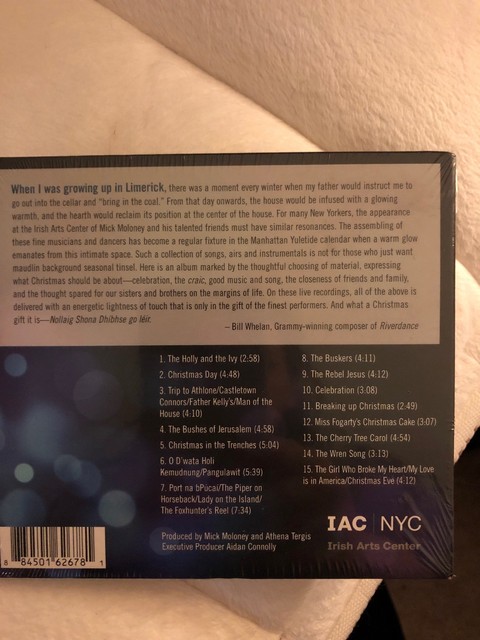 When I was growing up in Limerick, there was a moment every winter when my father would instruct me to
go out into the cellar and "bring in the coal." From that day onwards, the house would be infused with a glowing
warmth, and the hearth would reclaim its position at the center of the house. For many New Yorkers, the appearance
at the Irish Arts Center of Mick Moloney and his talented friends must have similar resonances. The assembling of
these fine musicians and dancers has become a regular fixture in the Manhattan Yuletide calendar when a warm glow
emanates from this intimate space. Such a collection of songs, airs and instrumentals is not for those who just want
maudlin background seasonal tinsel. Here is an album marked by the thoughtful choosing of material, expressing
what Christmas should be about—celebration, the craic, good music and song, the closeness of friends and family,
and the thought spared for our sisters and brothers on the margins of life. On these live recordings, all of the above is
delivered with an energetic lightness of touch that is only in the gift of the finest performers. And what a Christmas
gift it is—Nollaig Shona Dhíbhse go léir.
– Bill Whelan, Grammy-winning composer of Riverdance
1. The Holly and the Ivy (2:58)
2. Christmas Day (4:48)
3. Trip to Athlone/Castletown
Connors/Father Kelly's/Man of the
House (4:10)
4. The Bushes of Jerusalem (4:58)
5. Christmas in the Trenches (5:04)
6. O D'wata Holi
Kemudnung/Pangulawit (5:39)
7. Port na bPúcai/The Piper on
Horseback/Lady on the Island/
The Foxhunter's Reel (7:34)
8. The Buskers (4:11)
9. The Rebel Jesus (4:12)
10. Celebration (3:08)
11. Breaking up Christmas (2:49)
12. Miss Fogarty's Christmas Cake (3:07)
13. The Cherry Tree Carol (4:54)
14. The Wren Song (3:13)
15. The Girl Who Broke My Heart/My Love
is in America/Christmas Eve (4:12)
Produced by Mick Moloney and Athena Tergis
Executive Producer Aidan Connolly
IAC NYC
Irish Arts Center
8 84501 62678 1